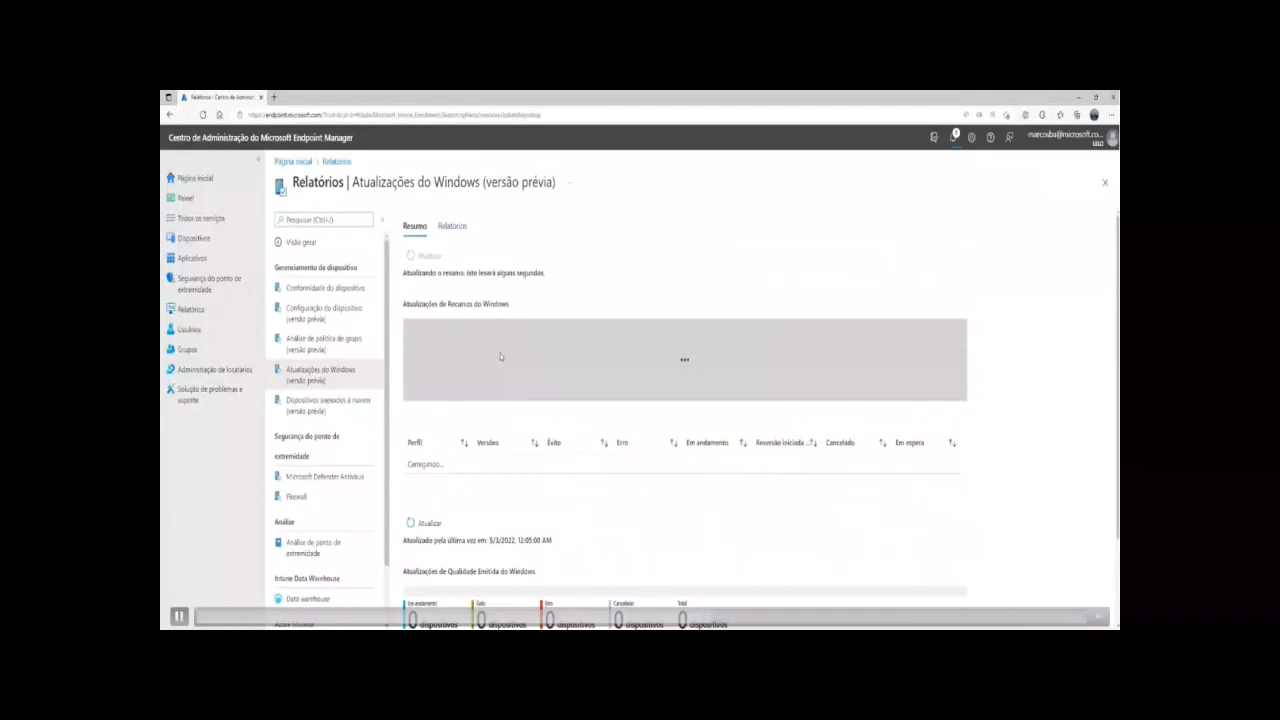 Relatórios - Centro de Administ
Centro de Administração do Microsoft Endpoint Manager
marcosba@microsoft.co...
Página inicial > Relatórios
Relatórios | Atualizações do Windows (versão prévia) ...
Página inicial
Painel
Todos os serviços
Dispositivos
Aplicativos
Segurança do ponto de
extremidade
Relatórios
Usuários
Grupos
Administração de locatários
Solução de problemas e
suporte
Pesquisar (Ctrl+/)
Visão geral
Gerenciamento do dispositivo
Conformidade do dispositivo
Configuração do dispositivo
(versão prévia)
Análise de política de grupo
(versão prévia)
Atualizações do Windows
(versão prévia)
Dispositivos anexados à nuvem
(versão prévia)
Segurança do ponto de
extremidade
Microsoft Defender Antivírus
Firewall
Análise
Análise de ponto de
extremidade
Intune Data Warehouse
Data warehouse
Resumo Relatórios
Atualizar
Atualizando o resumo. Isto levará alguns segundos.
Atualizações de Recursos do Windows
Perfil Versões Êxito Erro Em andamento Reversão iniciada ... Cancelado Em espera
Carregando...
Atualizar
Atualizado pela última vez em: 5/3/2022, 12:05:00 AM
Atualizações de Qualidade Emitida do Windows
Em andamento Êxito Erro Cancelado Total
0 dispositivos 0 dispositivos 0 dispositivos 0 dispositivos 0 dispositivos